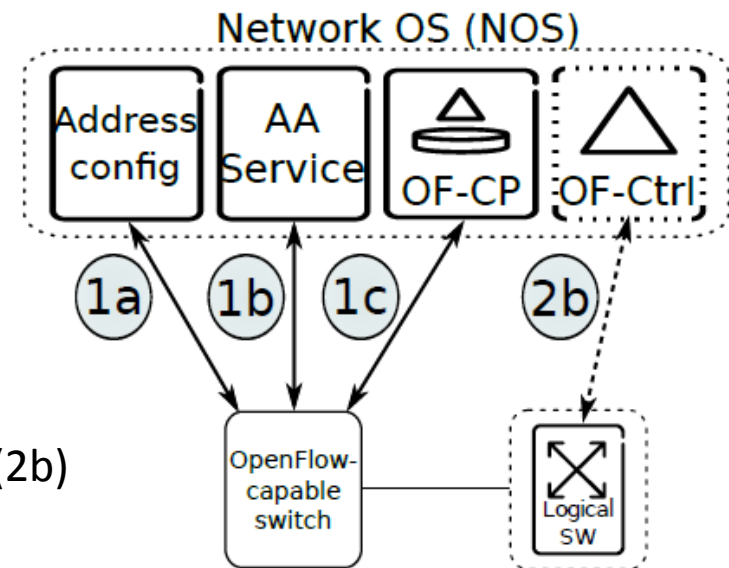 Network OS (NOS)
Address
config
AA
Service
OF-CP
OF-Ctrl
1a
1b
1c
2b
(2b)
OpenFlow-
capable
switch
Logical
SW